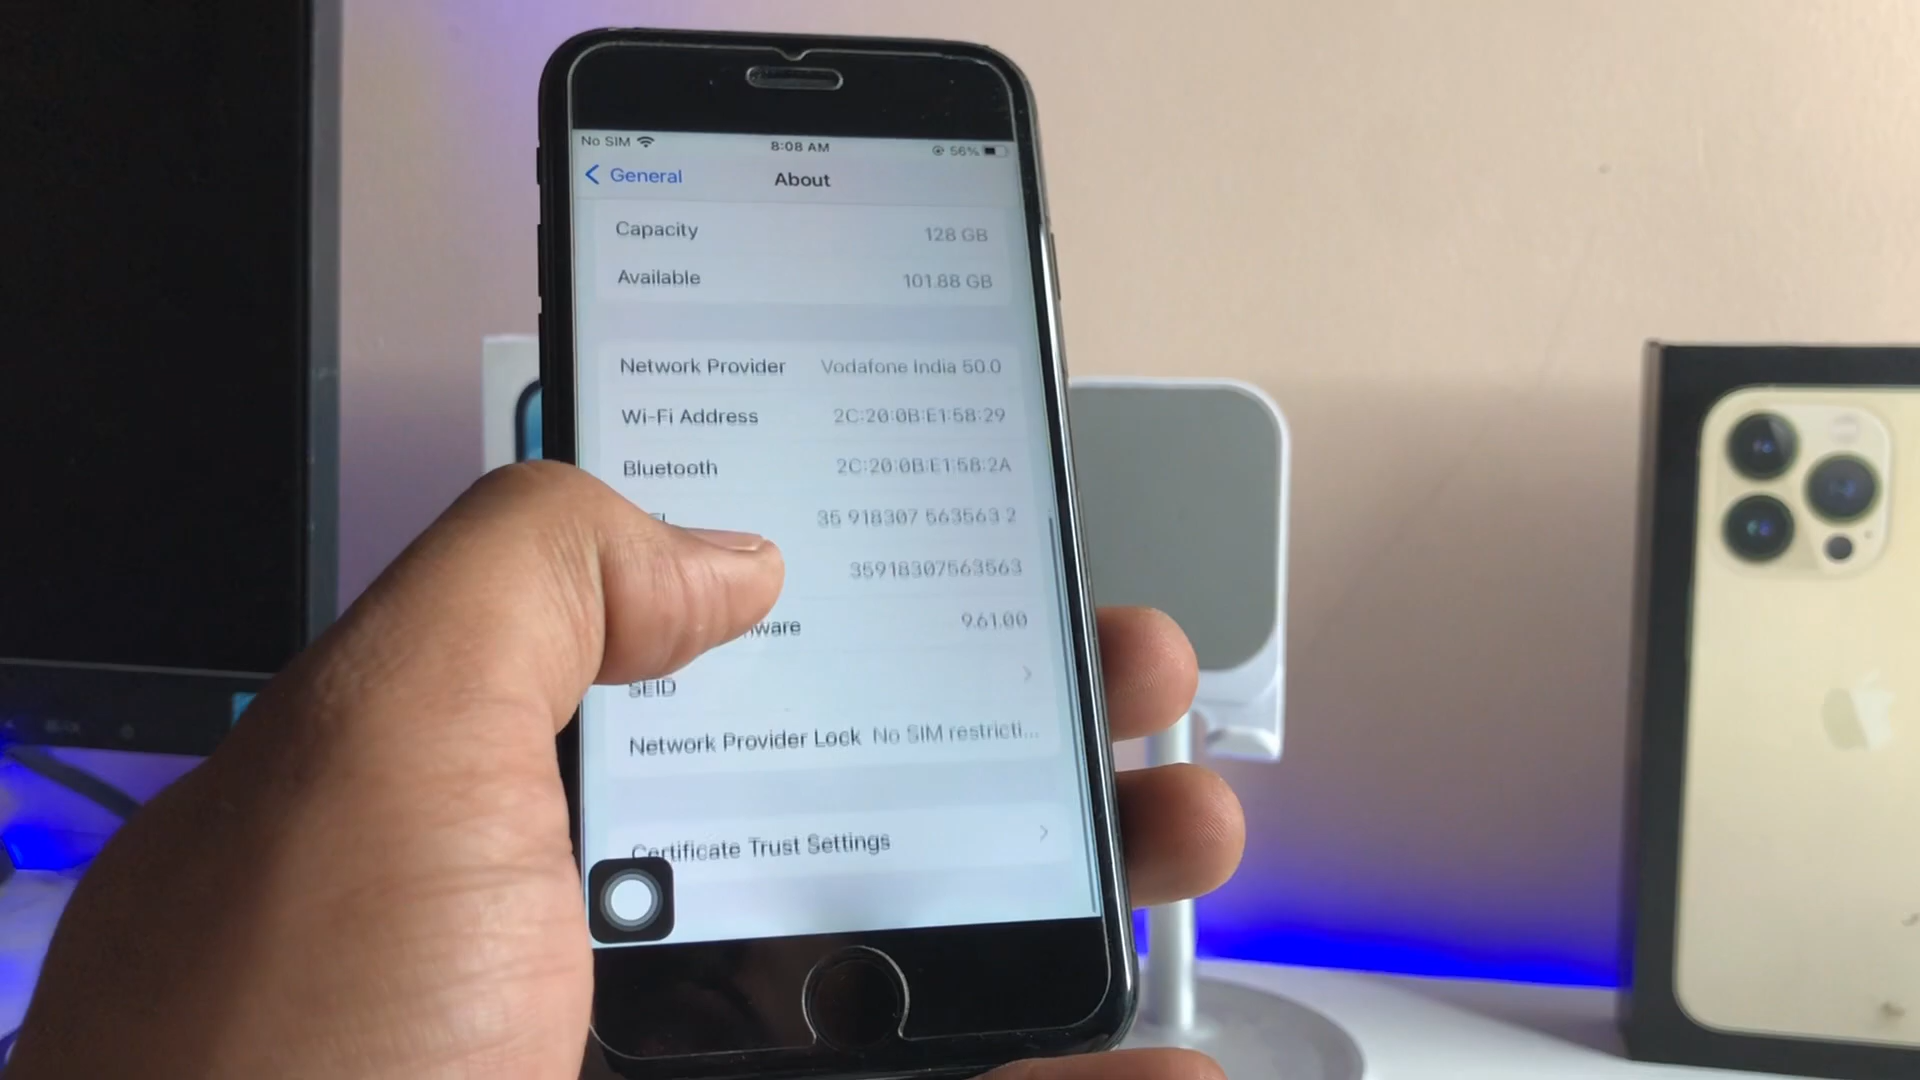 No SIM
8:08 AM
56%
General
About
Capacity 128 GB
Available 101.88 GB
Network Provider Vodafone India 50.0
Wi-Fi Address 2C:20:0B:E1:58:29
Bluetooth 2C:20:0B:E1:5B:2A
35 918307 563563 2
35918307563563
ware 9.61.00
SEID
Network Provider Lock No SIM restricti...
Certificate Trust Settings